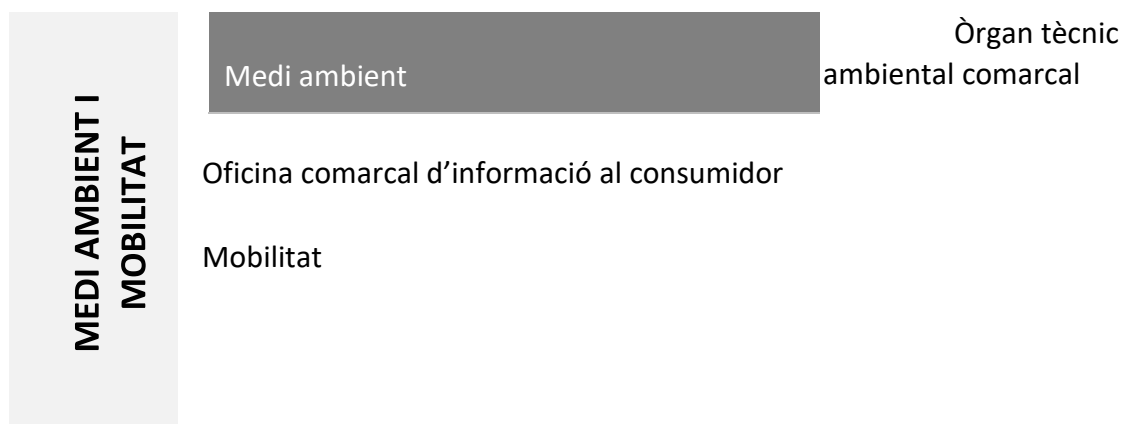 MEDI AMBIENT I
MOBILITAT
Medi ambient
Òrgan tècnic
ambiental comarcal
Oficina comarcal d’informació al consumidor
Mobilitat